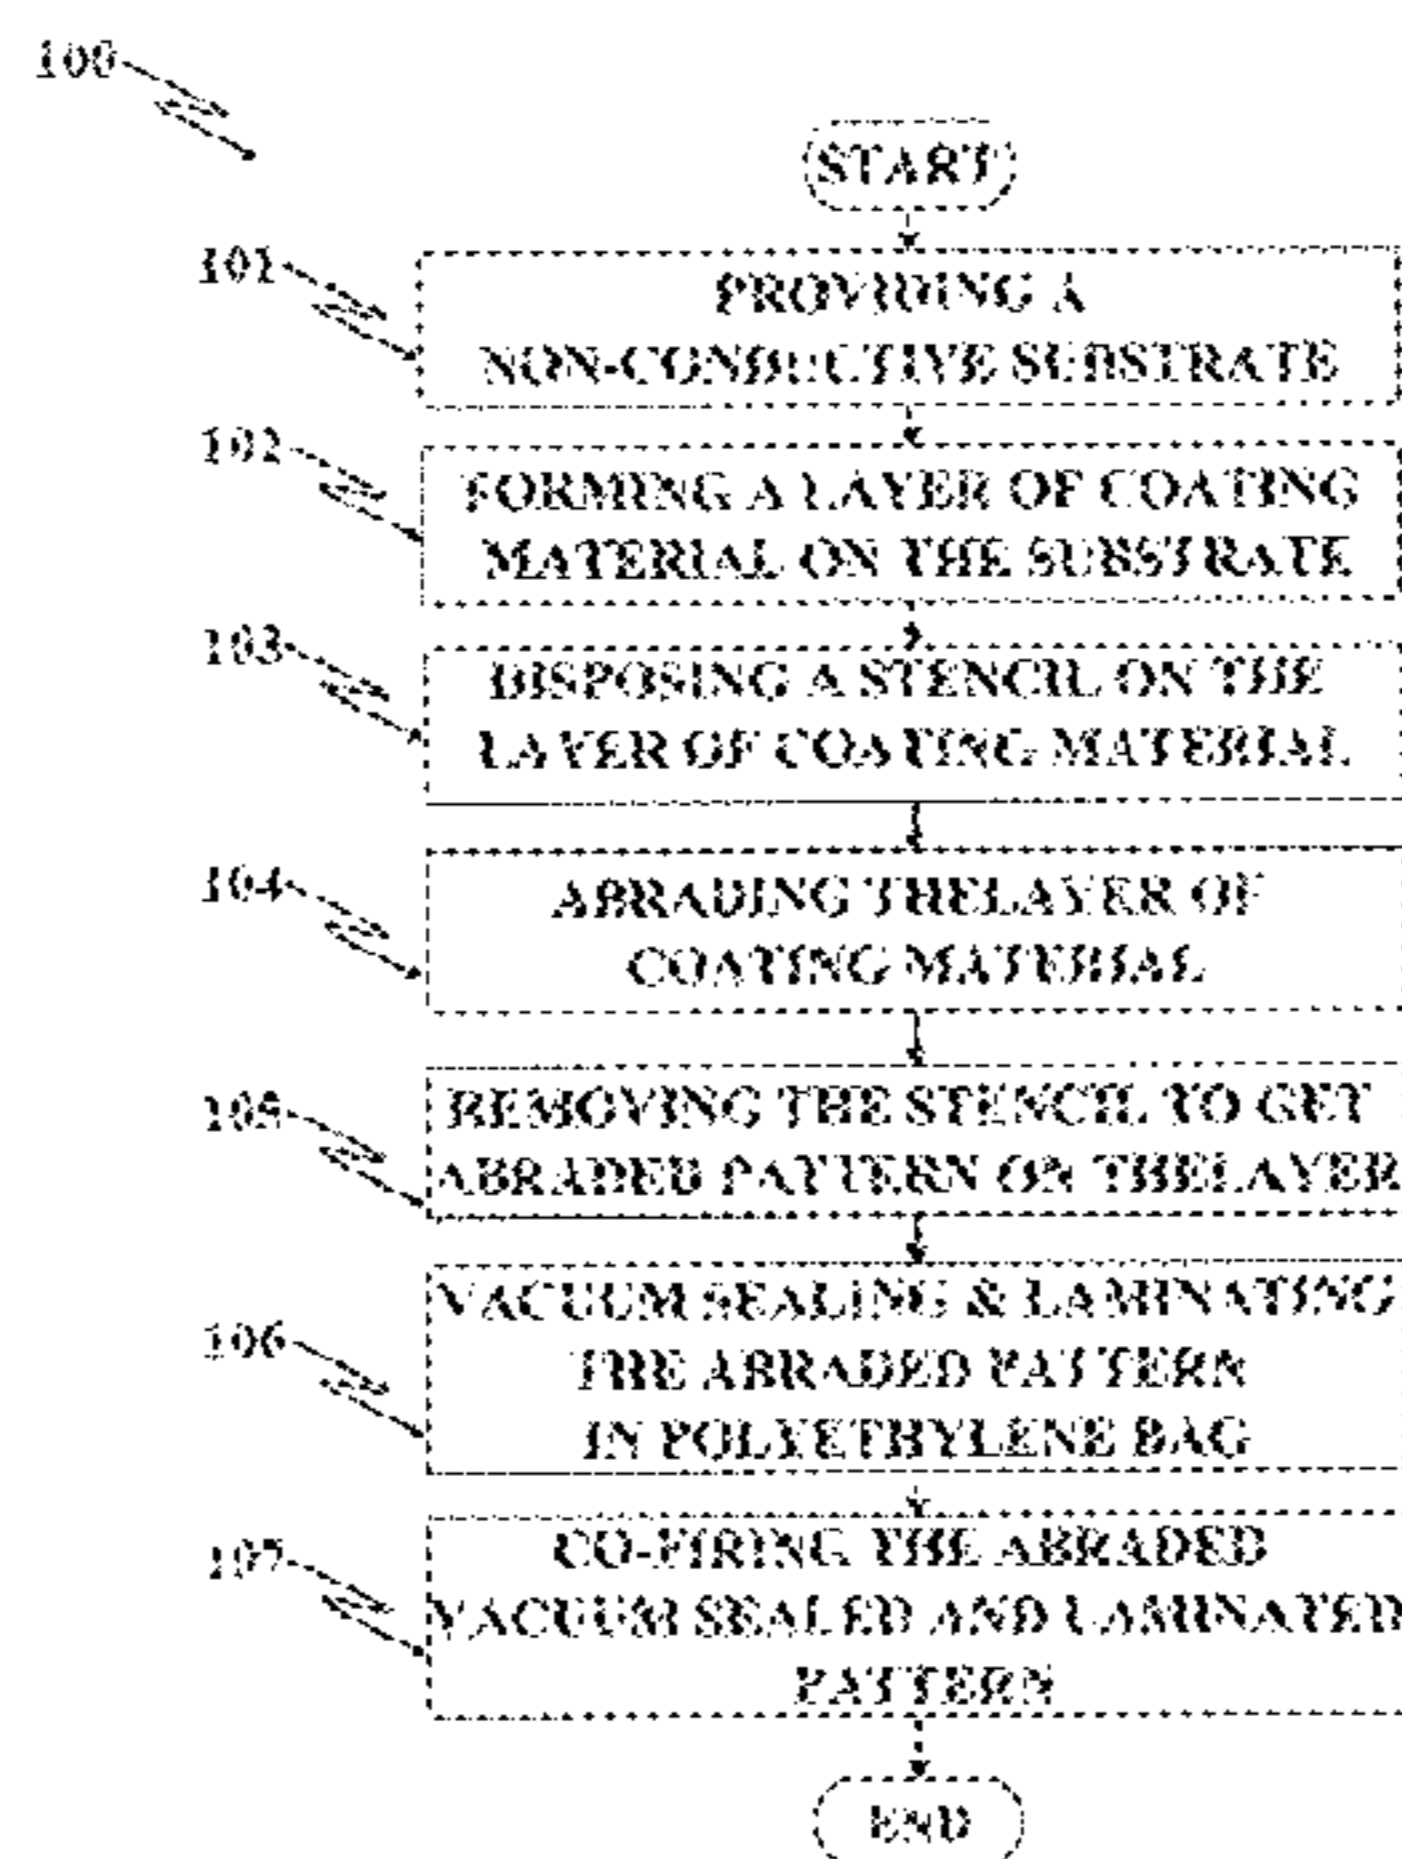 100
START
101
PROVIDING A
NON-CONDUCTIVE SUBSTRATE
102
FORMING A LAYER OF COATING
MATERIAL ON THE SUBSTRATE
103
DISPOSING A STENCIL ON THE
LAYER OF COATING MATERIAL
104
ABRADING THELAYER OF
COATING MATERIAL
105
REMOVING THE STENCIL TO GET
ABRADED PATTERN ON THELAYER
106
VACUUM SEALING & LAMINATING
THE ABRADED PATTERN
IN POLYETHYLENE BAG
107
CO-FIRING THE ABRADED
VACUUM SEALED AND LAMINATED
PATTERN
END